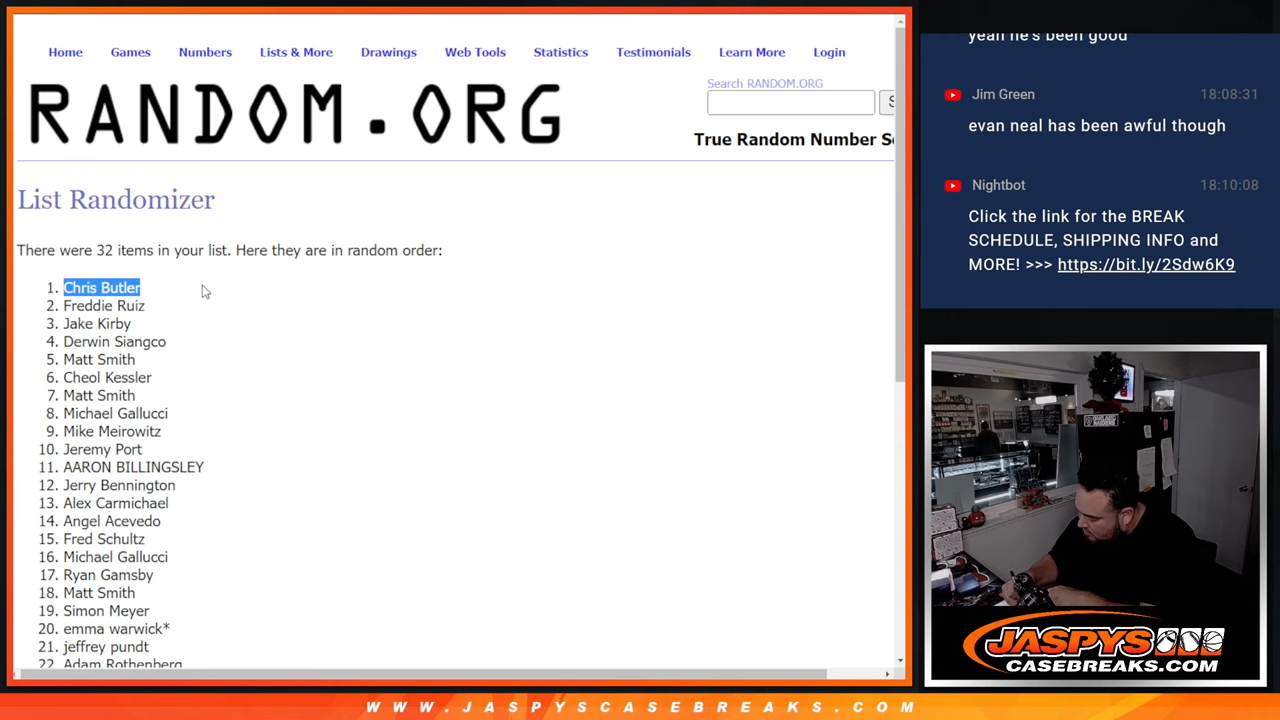 Home Games Numbers Lists & More Drawings Web Tools Statistics Testimonials Learn More Login
RANDOM.ORG
Search RANDOM.ORG
True Random Number
List Randomizer
There were 32 items in your list. Here they are in random order:
1. Chris Butler
2. Freddie Ruiz
3. Jake Kirby
4. Derwin Siangco
5. Matt Smith
6. Cheol Kessler
7. Matt Smith
8. Michael Gallucci
9. Mike Meirowitz
10. Jeremy Port
11. AARON BILLINGSLEY
12. Jerry Bennington
13. Alex Carmichael
14. Angel Acevedo
15. Fred Schultz
16. Michael Gallucci
17. Ryan Gamsby
18. Matt Smith
19. Simon Meyer
20. emma warwick*
21. jeffrey pundt
22. Adam Rothenberg
yeah he's been good
Jim Green 18:08:31
evan neal has been awful though
Nightbot 18:10:08
Click the link for the BREAK
SCHEDULE, SHIPPING INFO and
MORE! >>> https://bit.ly/2Sdw6K9
JASPYS
CASEBREAKS.COM
WWW.JASPYSCASEBREAKS.COM